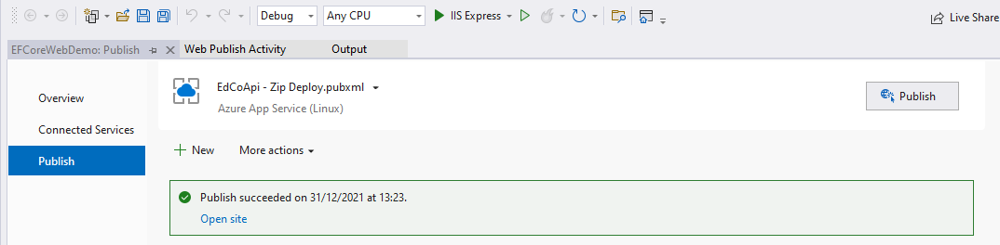 Debug Any CPU IIS Express Live Share
EFCoreWebDemo: Publish Web Publish Activity Output
Overview
Connected Services
Publish
EdCoApi - Zip Deploy.pubxml
Azure App Service (Linux)
Publish
New More actions
Publish succeeded on 31/12/2021 at 13:23.
Open site